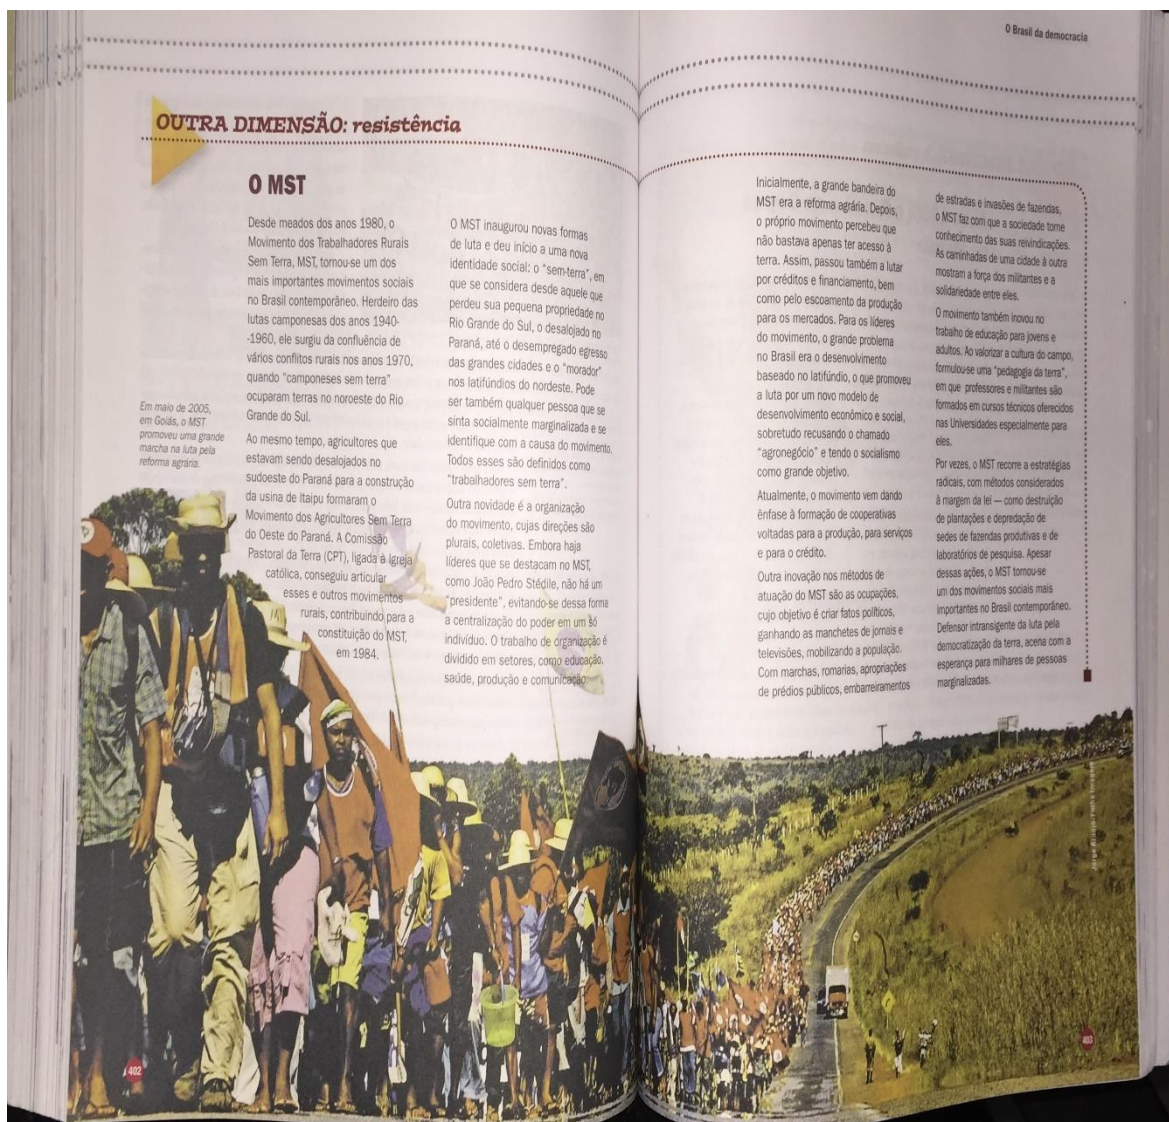 O Brasil da democracia
OUTRA DIMENSÃO: resistência
O MST
Desde meados dos anos 1980, o
Movimento dos Trabalhadores Rurais
Sem Terra, MST, tornou-se um dos
mais importantes movimentos sociais
no Brasil contemporâneo. Herdeiro das
lutas camponesas dos anos 1940-
-1960, ele surgiu da confluência de
vários conflitos rurais nos anos 1970,
quando “camponeses sem terra”
ocuparam terras no noroeste do Rio
Grande do Sul.
Ao mesmo tempo, agricultores que
estavam sendo desalojados no
sudoeste do Paraná para a construção
da usina de Itaipu formaram o
Movimento dos Agricultores Sem Terra
do Oeste do Paraná. A Comissão
Pastoral da Terra (CPT), ligada à Igreja
católica, conseguiu articular
esses e outros movimentos
rurais, contribuindo para a
constituição do MST,
em 1984.
Em maio de 2005,
em Goiás, o MST
promoveu uma grande
marcha na luta pela
reforma agrária.
O MST inaugurou novas formas
de luta e deu início a uma nova
identidade social: o “sem-terra”, em
que se considera desde aquele que
perdeu sua pequena propriedade no
Rio Grande do Sul, o desalojado no
Paraná, até o desempregado egresso
das grandes cidades e o “morador”
nos latifúndios do nordeste. Pode
ser também qualquer pessoa que se
sinta socialmente marginalizada e se
identifique com a causa do movimento.
Todos esses são definidos como
“trabalhadores sem terra”.
Outra novidade é a organização
do movimento, cujas direções são
plurais, coletivas. Embora haja
líderes que se destacam no MST,
como João Pedro Stédile, não há um
“presidente”, evitando-se dessa forma
a centralização do poder em um só
indivíduo. O trabalho de organização é
dividido em setores, como educação,
saúde, produção e comunicação.
Inicialmente, a grande bandeira do
MST era a reforma agrária. Depois,
o próprio movimento percebeu que
não bastava apenas ter acesso à
terra. Assim, passou também a lutar
por créditos e financiamento, bem
como pelo escoamento da produção
para os mercados. Para os líderes
do movimento, o grande problema
no Brasil era o desenvolvimento
baseado no latifúndio, o que promoveu
a luta por um novo modelo de
desenvolvimento econômico e social,
sobretudo recusando o chamado
“agronegócio” e tendo o socialismo
como grande objetivo.
Atualmente, o movimento vem dando
ênfase à formação de cooperativas
voltadas para a produção, para serviços
e para o crédito.
Outra inovação nos métodos de
atuação do MST são as ocupações,
cujo objetivo é criar fatos políticos,
ganhando as manchetes de jornais e
televisões, mobilizando a população.
Com marchas, romarias, apropriações
de prédios públicos, embarreiramentos
de estradas e invasões de fazendas,
o MST faz com que a sociedade tome
conhecimento das suas reivindicações.
As caminhadas de uma cidade à outra
mostram a força dos militantes e a
solidariedade entre eles.
O movimento também inovou no
trabalho de educação para jovens e
adultos. Ao valorizar a cultura do campo,
formulou-se uma “pedagogia da terra”,
em que professores e militantes são
formados em cursos técnicos oferecidos
nas Universidades especialmente para
eles.
Por vezes, o MST recorre a estratégias
radicais, com métodos considerados
à margem da lei — como destruição
de plantações e depredação de
sedes de fazendas produtivas e de
laboratórios de pesquisa. Apesar
dessas ações, o MST tornou-se
um dos movimentos sociais mais
importantes no Brasil contemporâneo.
Defensor intransigente da luta pela
democratização da terra, acena com a
esperança para milhares de pessoas
marginalizadas.
402
403